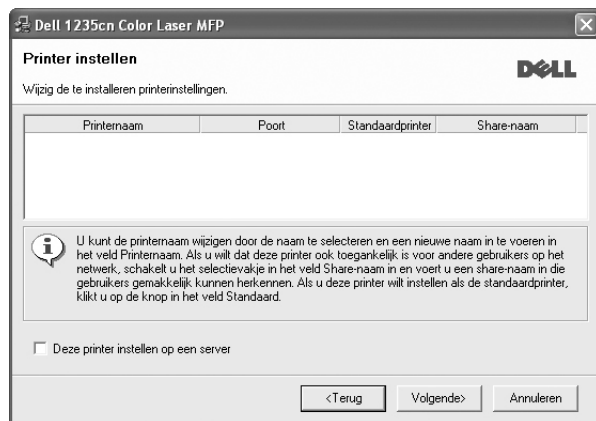 Dell 1235cn Color Laser MFP
Printer instellen
DELL
Wijzig de te installeren printerinstellingen.
Printernaam Poort Standaardprinter Share-naam
U kunt de printernaam wijzigen door de naam te selecteren en een nieuwe naam in te voeren in
het veld Printernaam. Als u wilt dat deze printer ook toegankelijk is voor andere gebruikers op het
netwerk, schakelt u het selectievakje in het veld Share-naam in en voert u een share-naam in die
gebruikers gemakkelijk kunnen herkennen. Als u deze printer wilt instellen als de standaardprinter,
klikt u op de knop in het veld Standaard.
Deze printer instellen op een server
<Terug Volgende> Annuleren